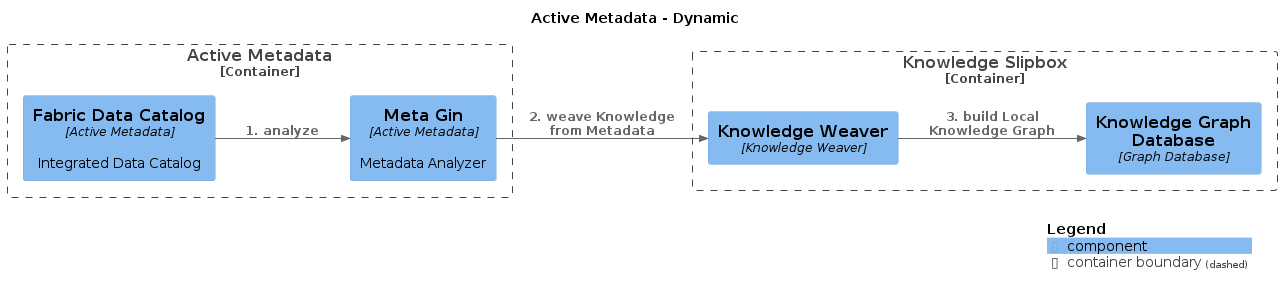 Active Metadata - Dynamic
Active Metadata
[Container]
Fabric Data Catalog
[Active Metadata]
Integrated Data Catalog
1. analyze
Meta Gin
[Active Metadata]
Metadata Analyzer
2. weave Knowledge
from Metadata
Knowledge Slipbox
[Container]
Knowledge Weaver
[Knowledge Weaver]
3. build Local
Knowledge Graph
Knowledge Graph
Database
[Graph Database]
Legend
component
container boundary (dashed)